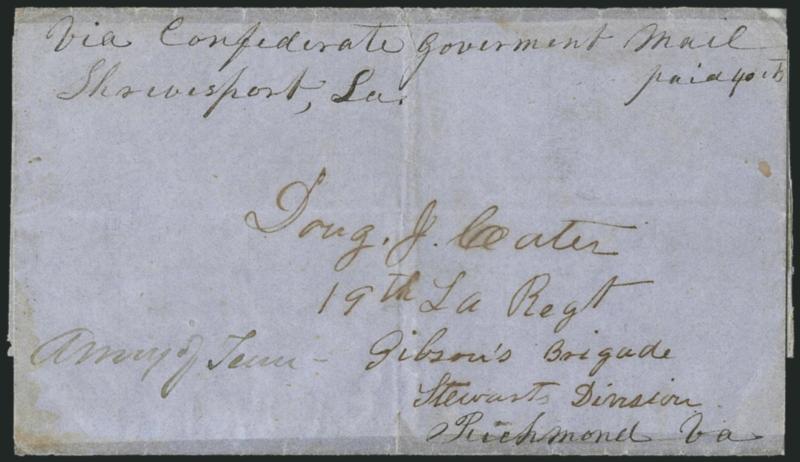 Via Confederate Goverment Mail
Shreveport, La.
paid 40 cts
Doug. J. Cater
19th La Regt
Army of Tenn - Gibson's Brigade
Stewarts Division
Richmond Va